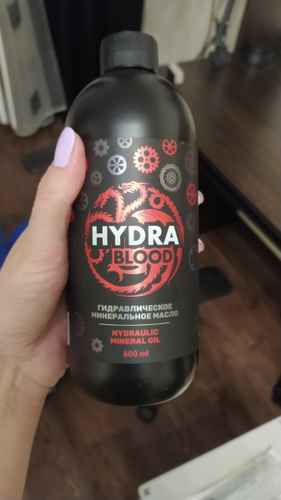 HYDRA
BLOOD
ГИДРАВЛИЧЕСКОЕ
МИНЕРАЛЬНОЕ МАСЛО
HYDRAULIC
MINERAL OIL
500 ml